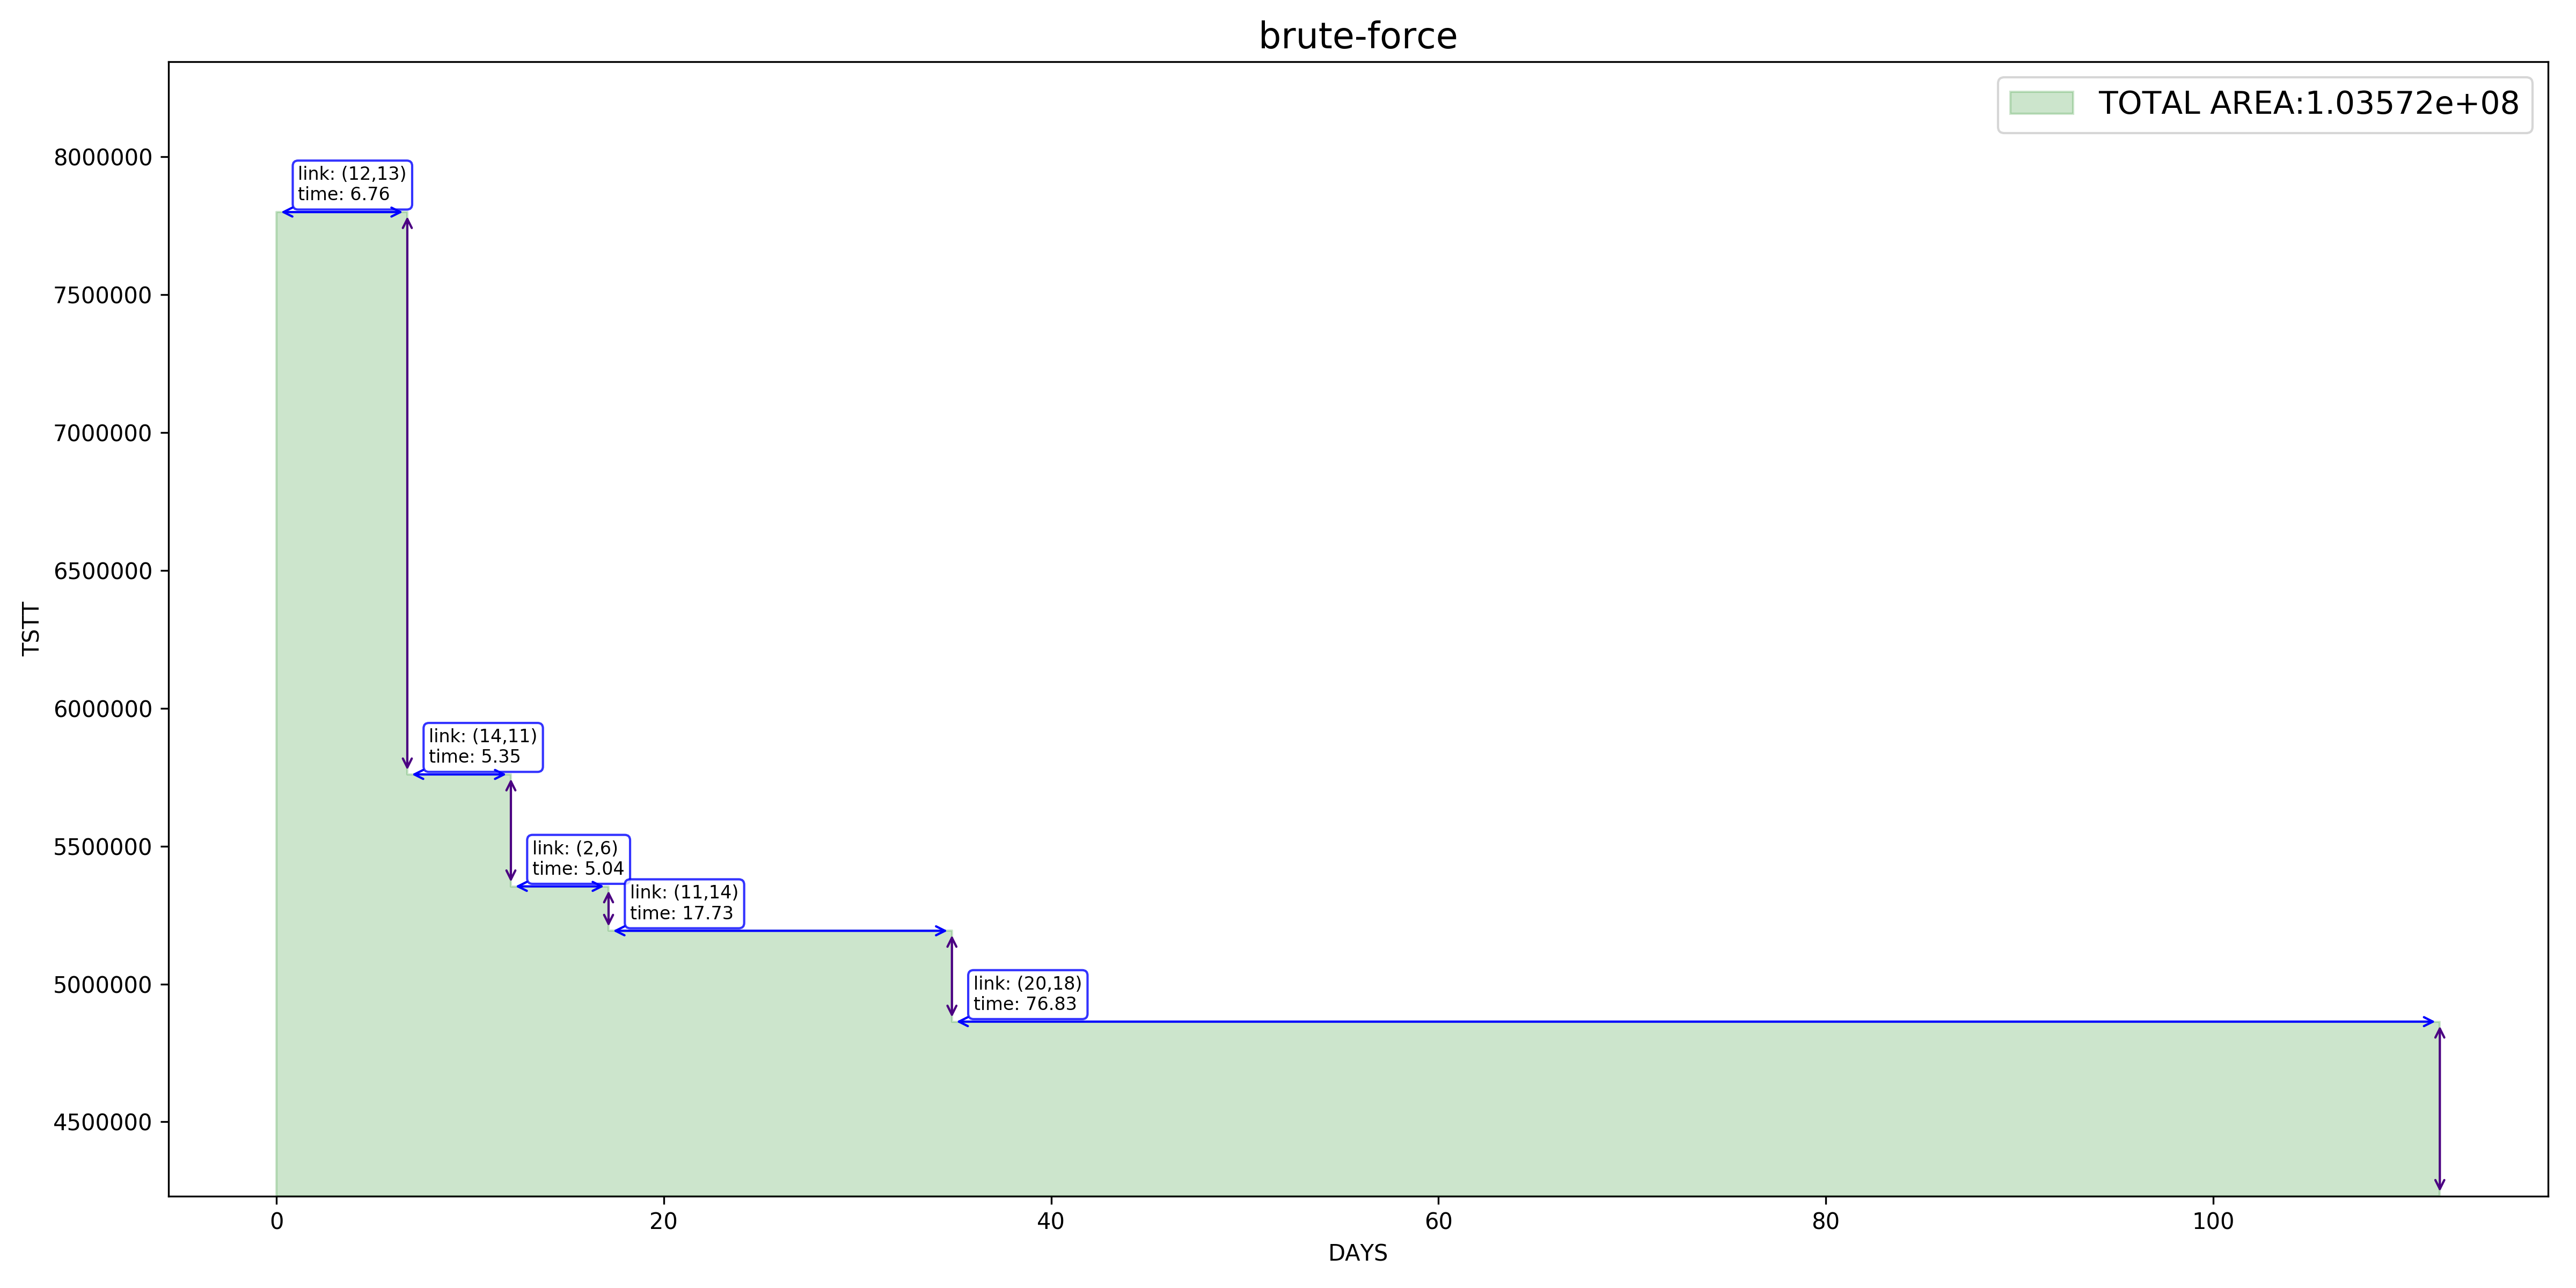 brute-force
TOTAL AREA:1.03572e+08
TSTT
8000000
7500000
7000000
6500000
6000000
5500000
5000000
4500000
link: (12,13)
time: 6.76
link: (14,11)
time: 5.35
link: (2,6)
time: 5.04
link: (11,14)
time: 17.73
link: (20,18)
time: 76.83
0
20
40
60
80
100
DAYS